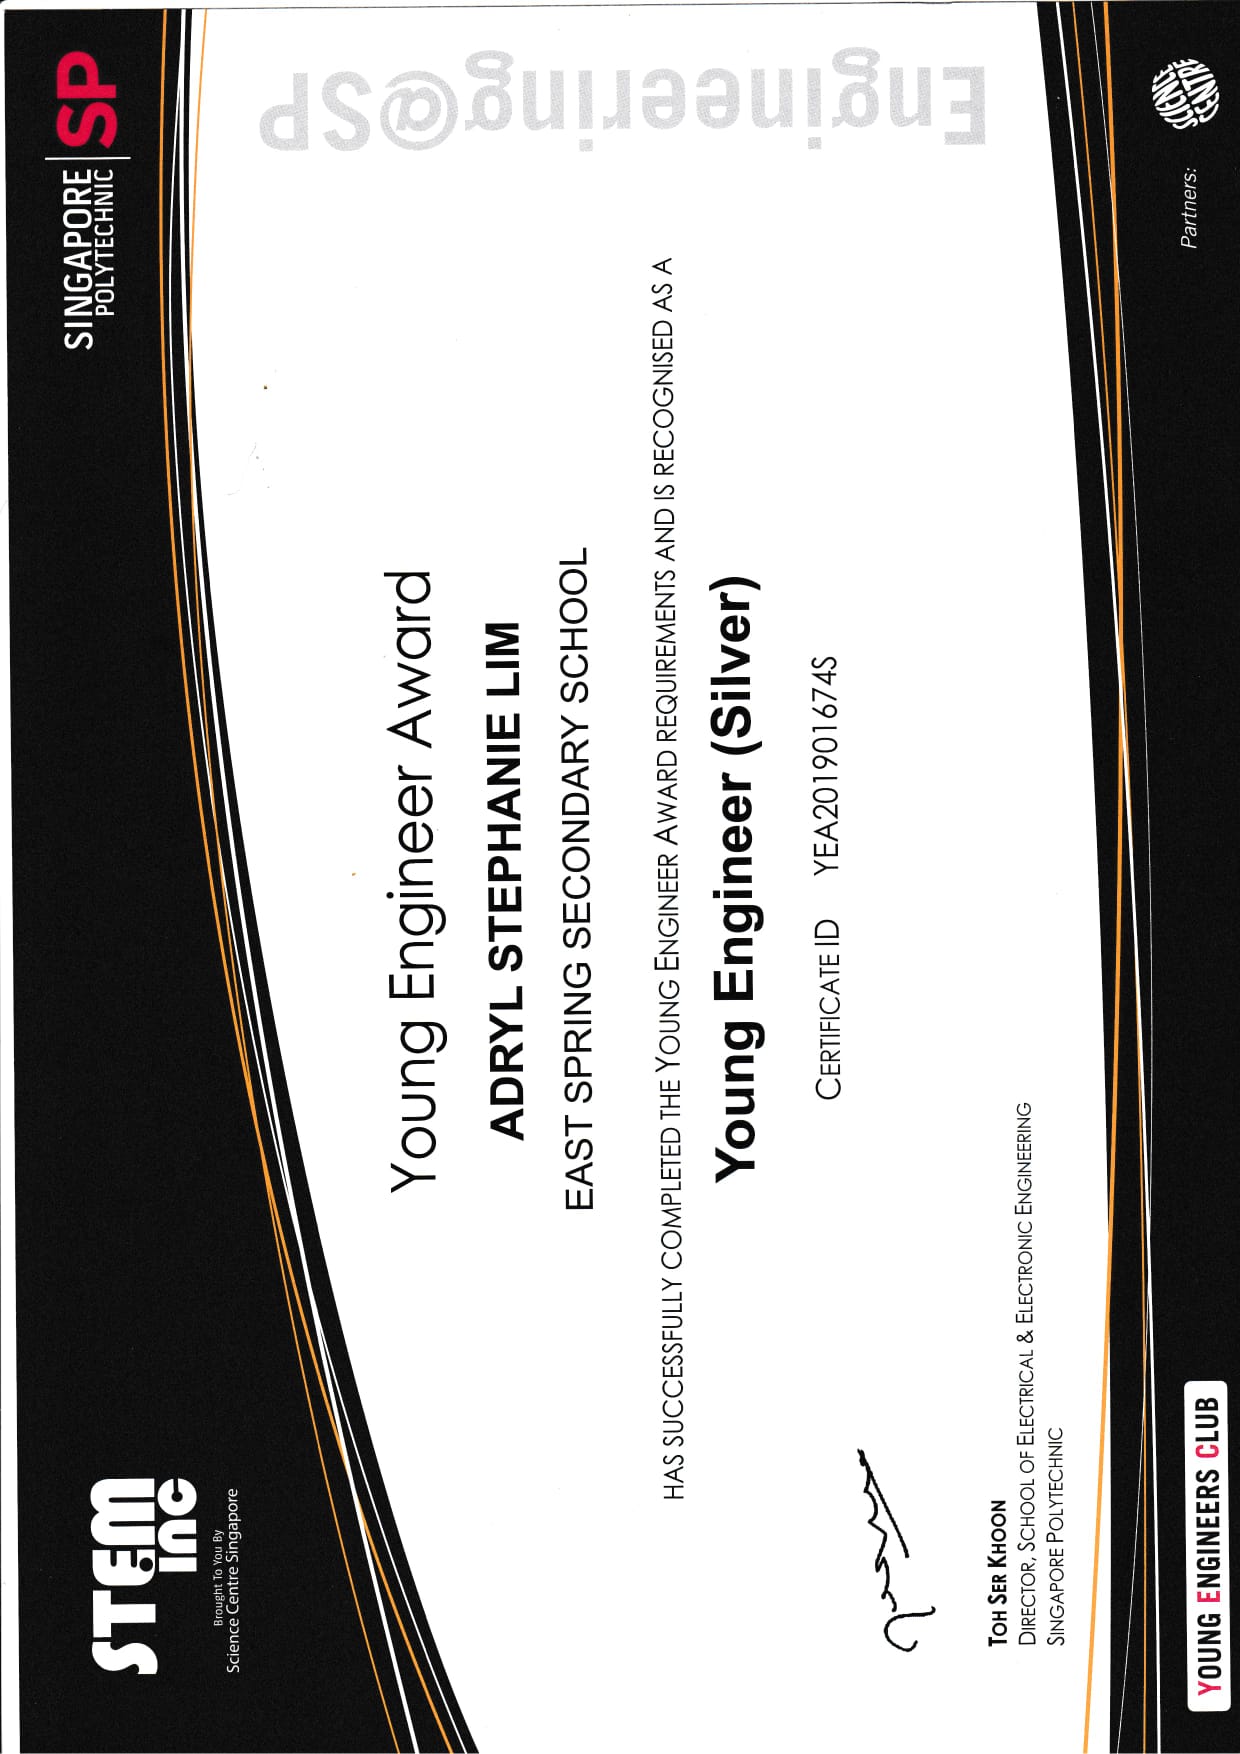 STEM
inc
Brought To You By
Science Centre Singapore
SINGAPORE
POLYTECHNIC
SP
Young Engineer Award
ADRYL STEPHANIE LIM
EAST SPRING SECONDARY SCHOOL
HAS SUCCESSFULLY COMPLETED THE YOUNG ENGINEER AWARD REQUIREMENTS AND IS RECOGNISED AS A
Young Engineer (Silver)
CERTIFICATE ID YEA201901674S
TOH SER KHOON
DIRECTOR, SCHOOL OF ELECTRICAL & ELECTRONIC ENGINEERING
SINGAPORE POLYTECHNIC
Engineering@SP
YOUNG ENGINEERS CLUB
Partners:
SCIENCE
CENTRE